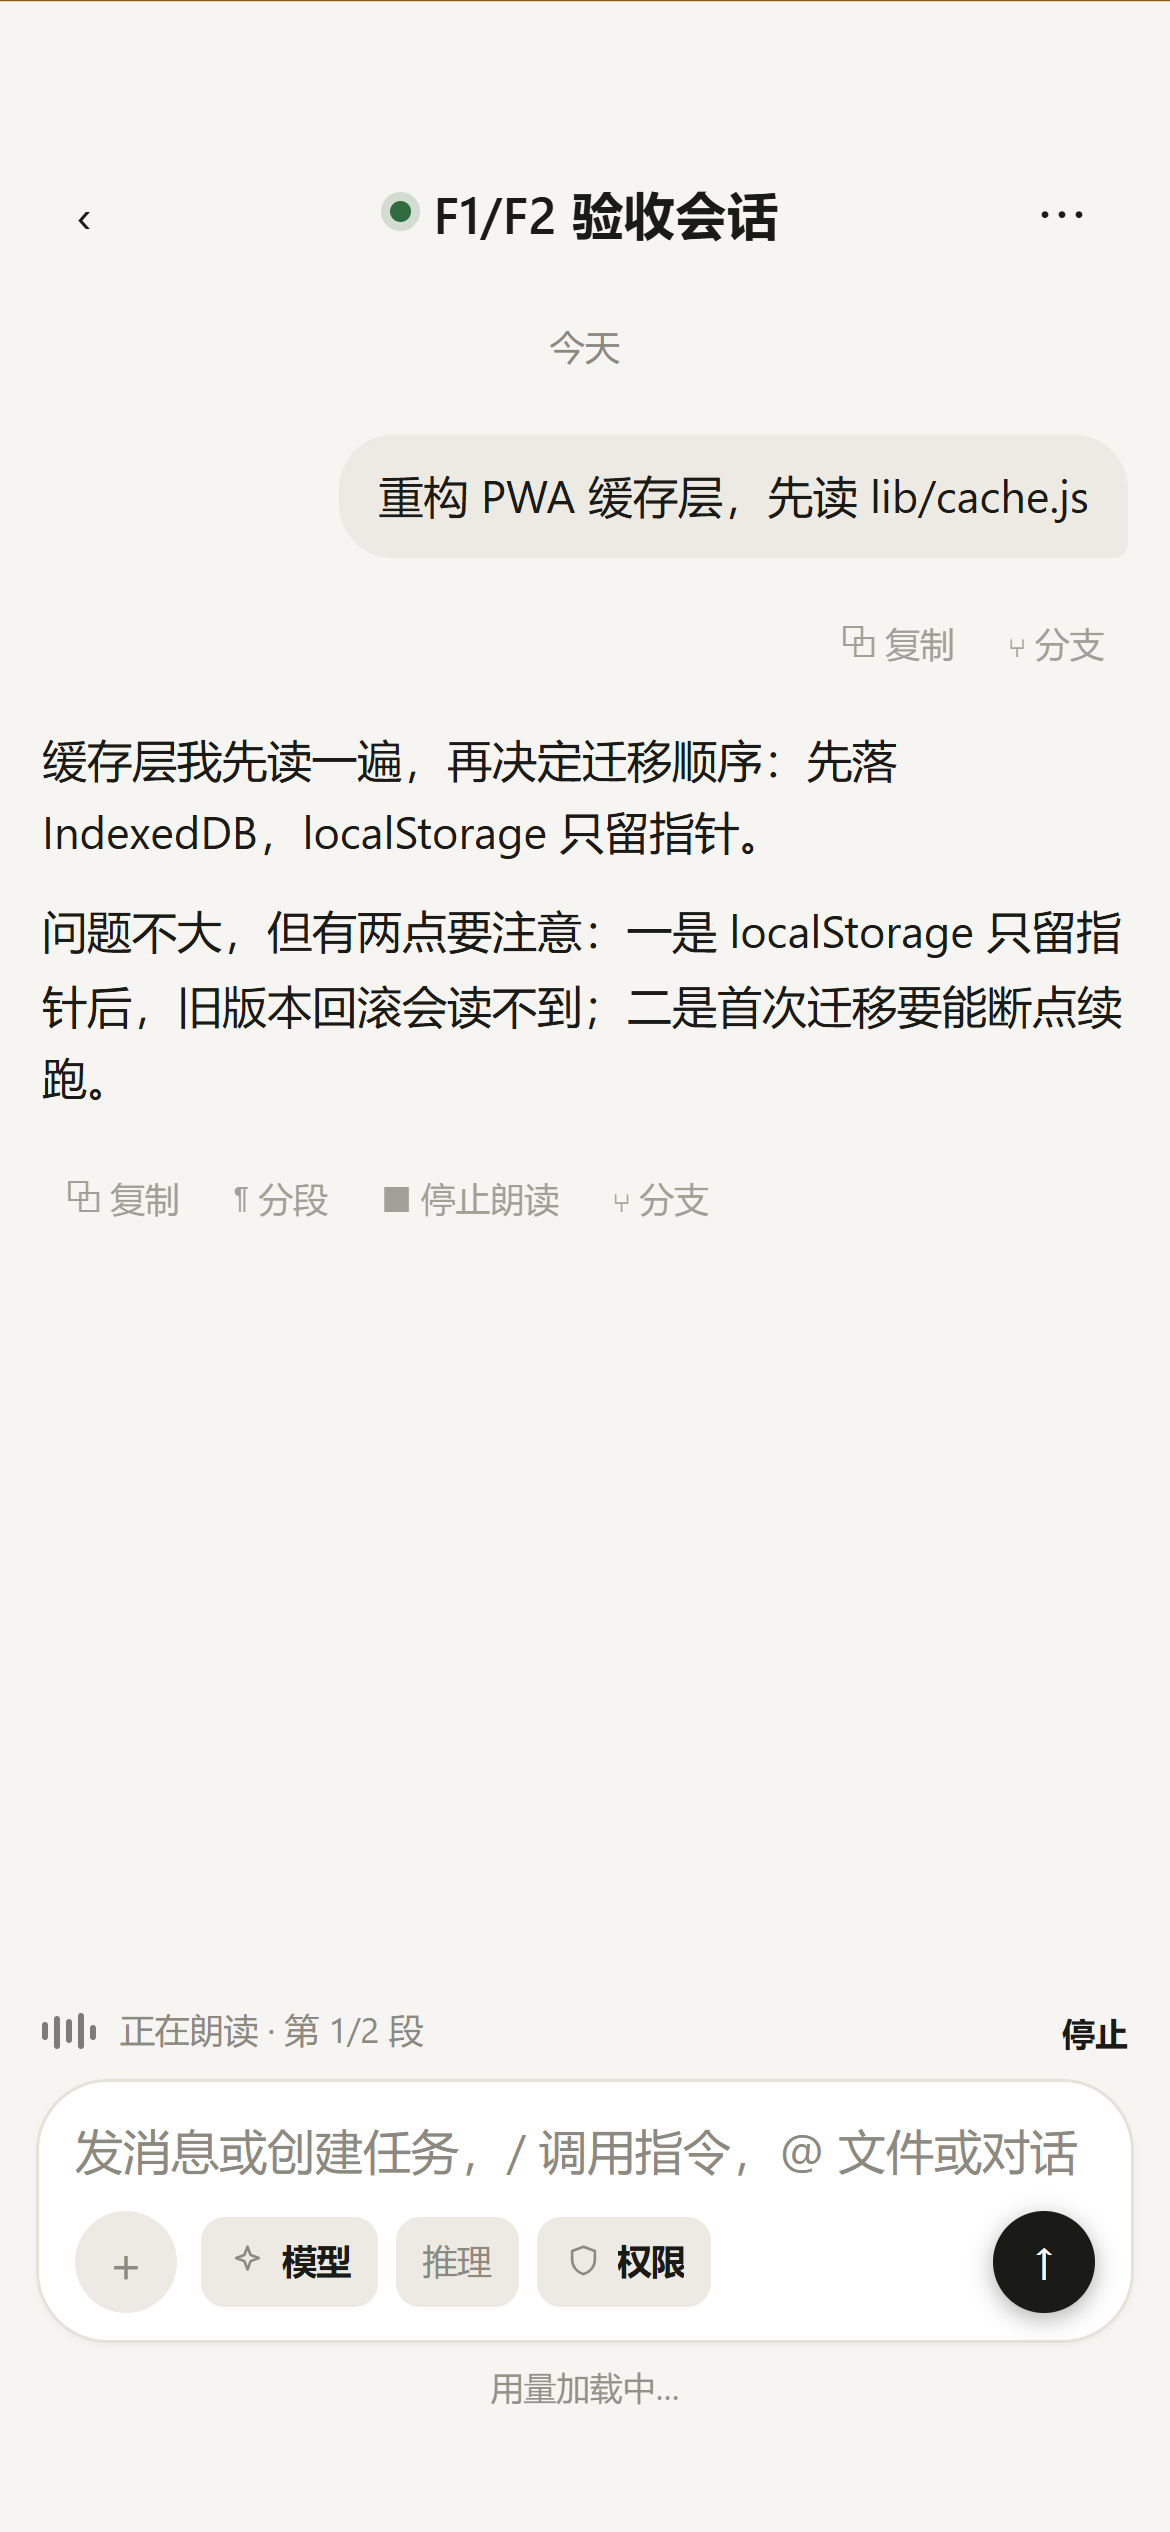 ‹ F1/F2 验收会话 ···
今天
重构 PWA 缓存层，先读 lib/cache.js
复制 分支
缓存层我先读一遍，再决定迁移顺序：先落
IndexedDB，localStorage 只留指针。
问题不大，但有两点要注意：一是 localStorage 只留指
针后，旧版本回滚会读不到；二是首次迁移要能断点续
跑。
复制 ¶ 分段 停止朗读 分支
正在朗读 · 第 1/2 段 停止
发消息或创建任务，/ 调用指令，@ 文件或对话
+ 模型 推理 权限 ↑
用量加载中...